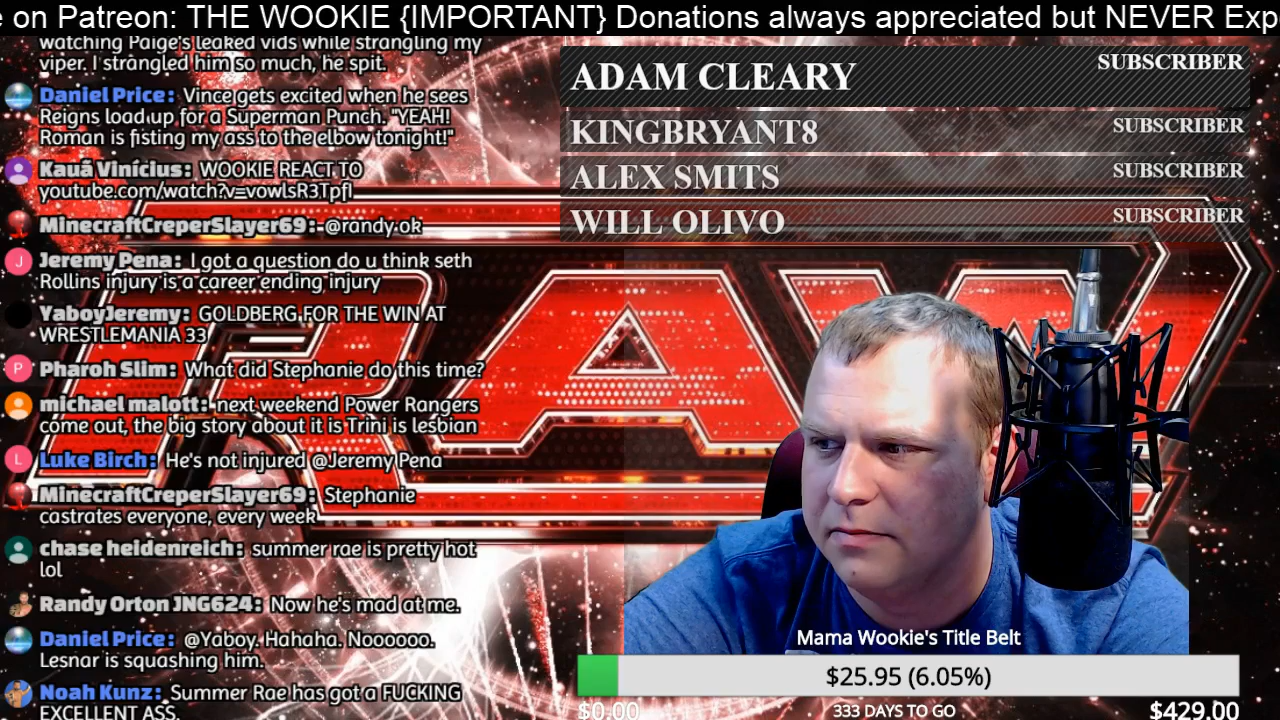 e on Patreon: THE WOOKIE {IMPORTANT} Donations always appreciated but NEVER Exp
watching Paige's leaked vids while strangling my
viper. I strangled him so much, he spit.
Daniel Price: Vince gets excited when he sees
Reigns load up for a Superman Punch. "YEAH!
Roman is fisting my ass to the elbow tonight!"
Kauã Vinícius: WOOKIE REACT TO
youtube.com/watch?v=vowlsR3TpfI
MinecraftCreperSlayer69: @randy ok
Jeremy Pena: I got a question do u think seth
Rollins injury is a career ending injury
YaboyJeremy: GOLDBERG FOR THE WIN AT
WRESTLEMANIA 33
Pharoh Slim: What did Stephanie do this time?
michael malott: next weekend Power Rangers
come out, the big story about it is Trini is lesbian
Luke Birch: He's not injured @Jeremy Pena
MinecraftCreperSlayer69: Stephanie
castrates everyone, every week
chase heidenreich: summer rae is pretty hot
lol
Randy Orton JNG624: Now he's mad at me.
Daniel Price: @Yaboy. Hahaha. Nooooo.
Lesnar is squashing him.
Noah Kunz: Summer Rae has got a FUCKING
EXCELLENT ASS.
ADAM CLEARY SUBSCRIBER
KINGBRYANT8 SUBSCRIBER
ALEX SMITS SUBSCRIBER
WILL OLIVO SUBSCRIBER
RAW
Mama Wookie's Title Belt
$25.95 (6.05%)
$0.00 333 DAYS TO GO $429.00